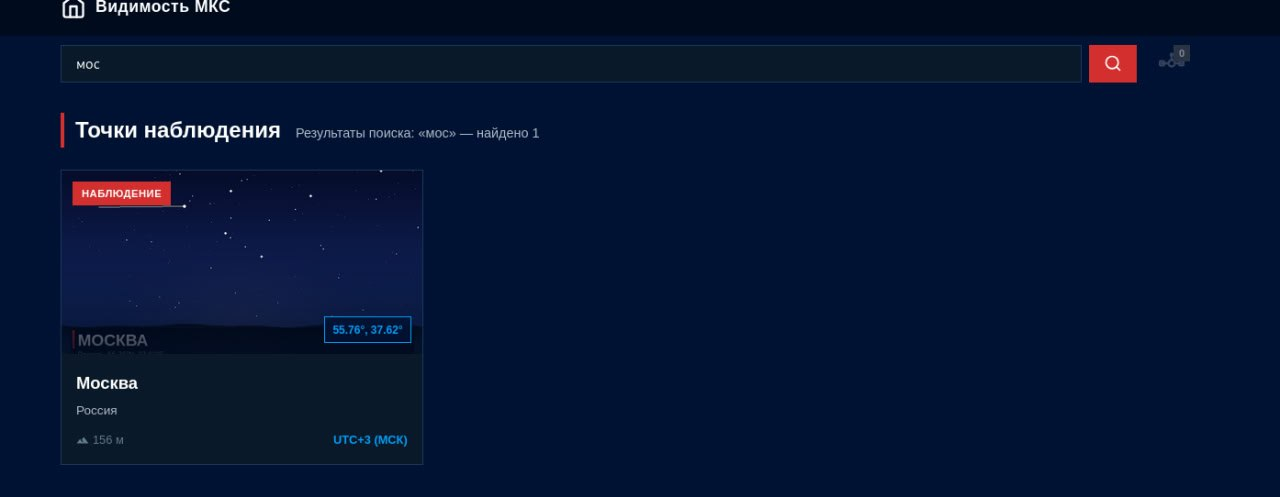 Видимость МКС
мос
0
Точки наблюдения
Результаты поиска: «мос» — найдено 1
НАБЛЮДЕНИЕ
55.76°, 37.62°
МОСКВА
Москва
Россия
156 м
UTC+3 (МСК)